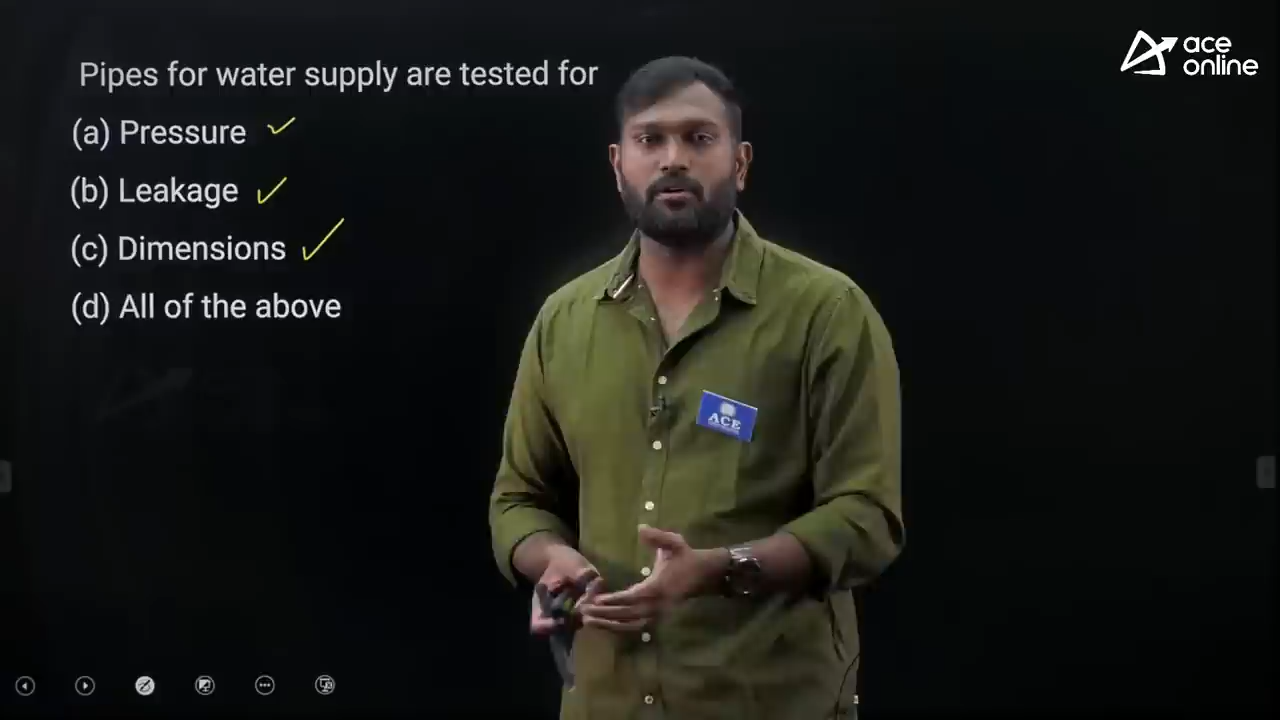 Pipes for water supply are tested for
(a) Pressure
(b) Leakage
(c) Dimensions
(d) All of the above
ace
online
ACE